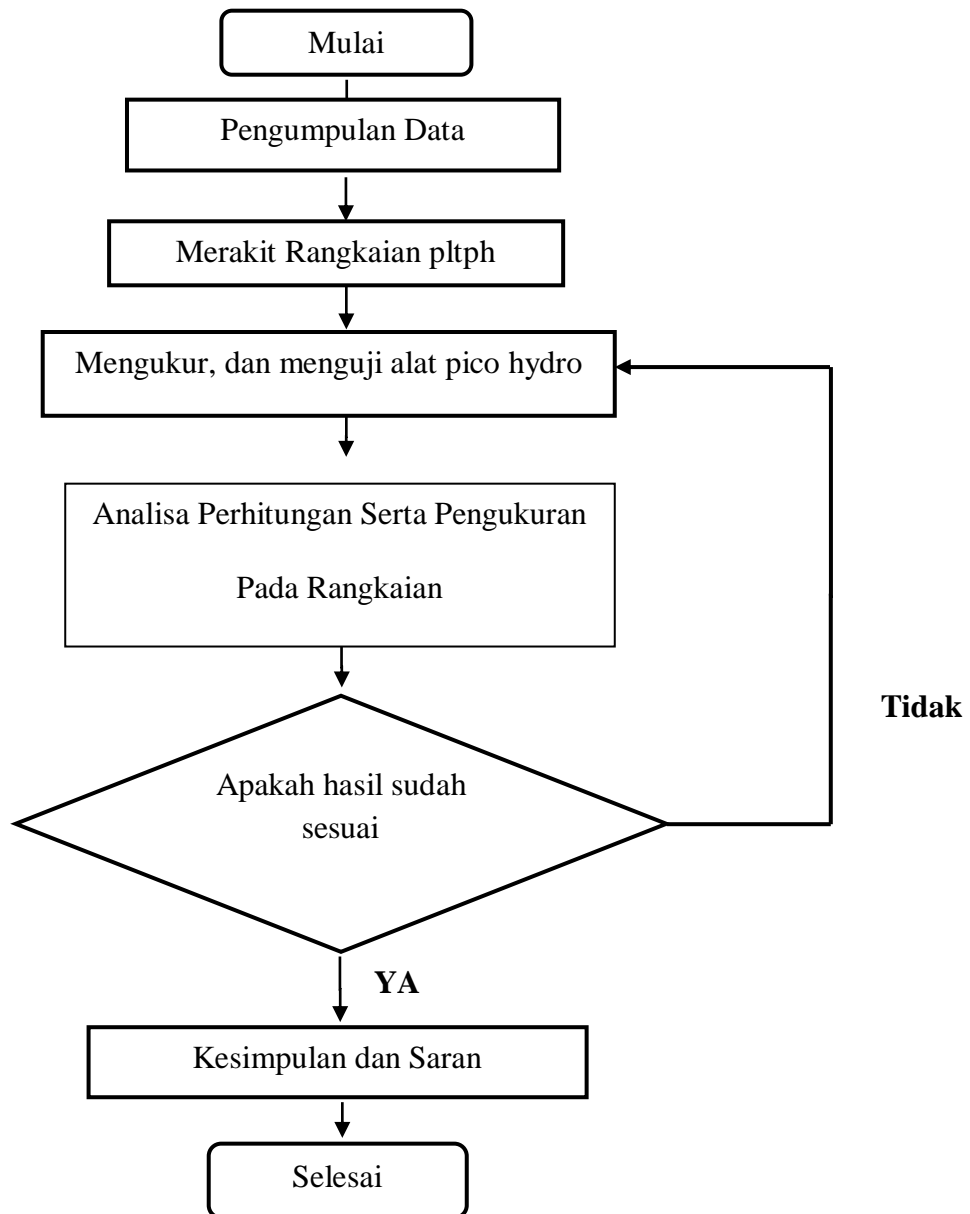 Mulai
Pengumpulan Data
Merakit Rangkaian pltph
Mengukur, dan menguji alat pico hydro
Analisa Perhitungan Serta Pengukuran
Pada Rangkaian
Tidak
Apakah hasil sudah
sesuai
YA
Kesimpulan dan Saran
Selesai